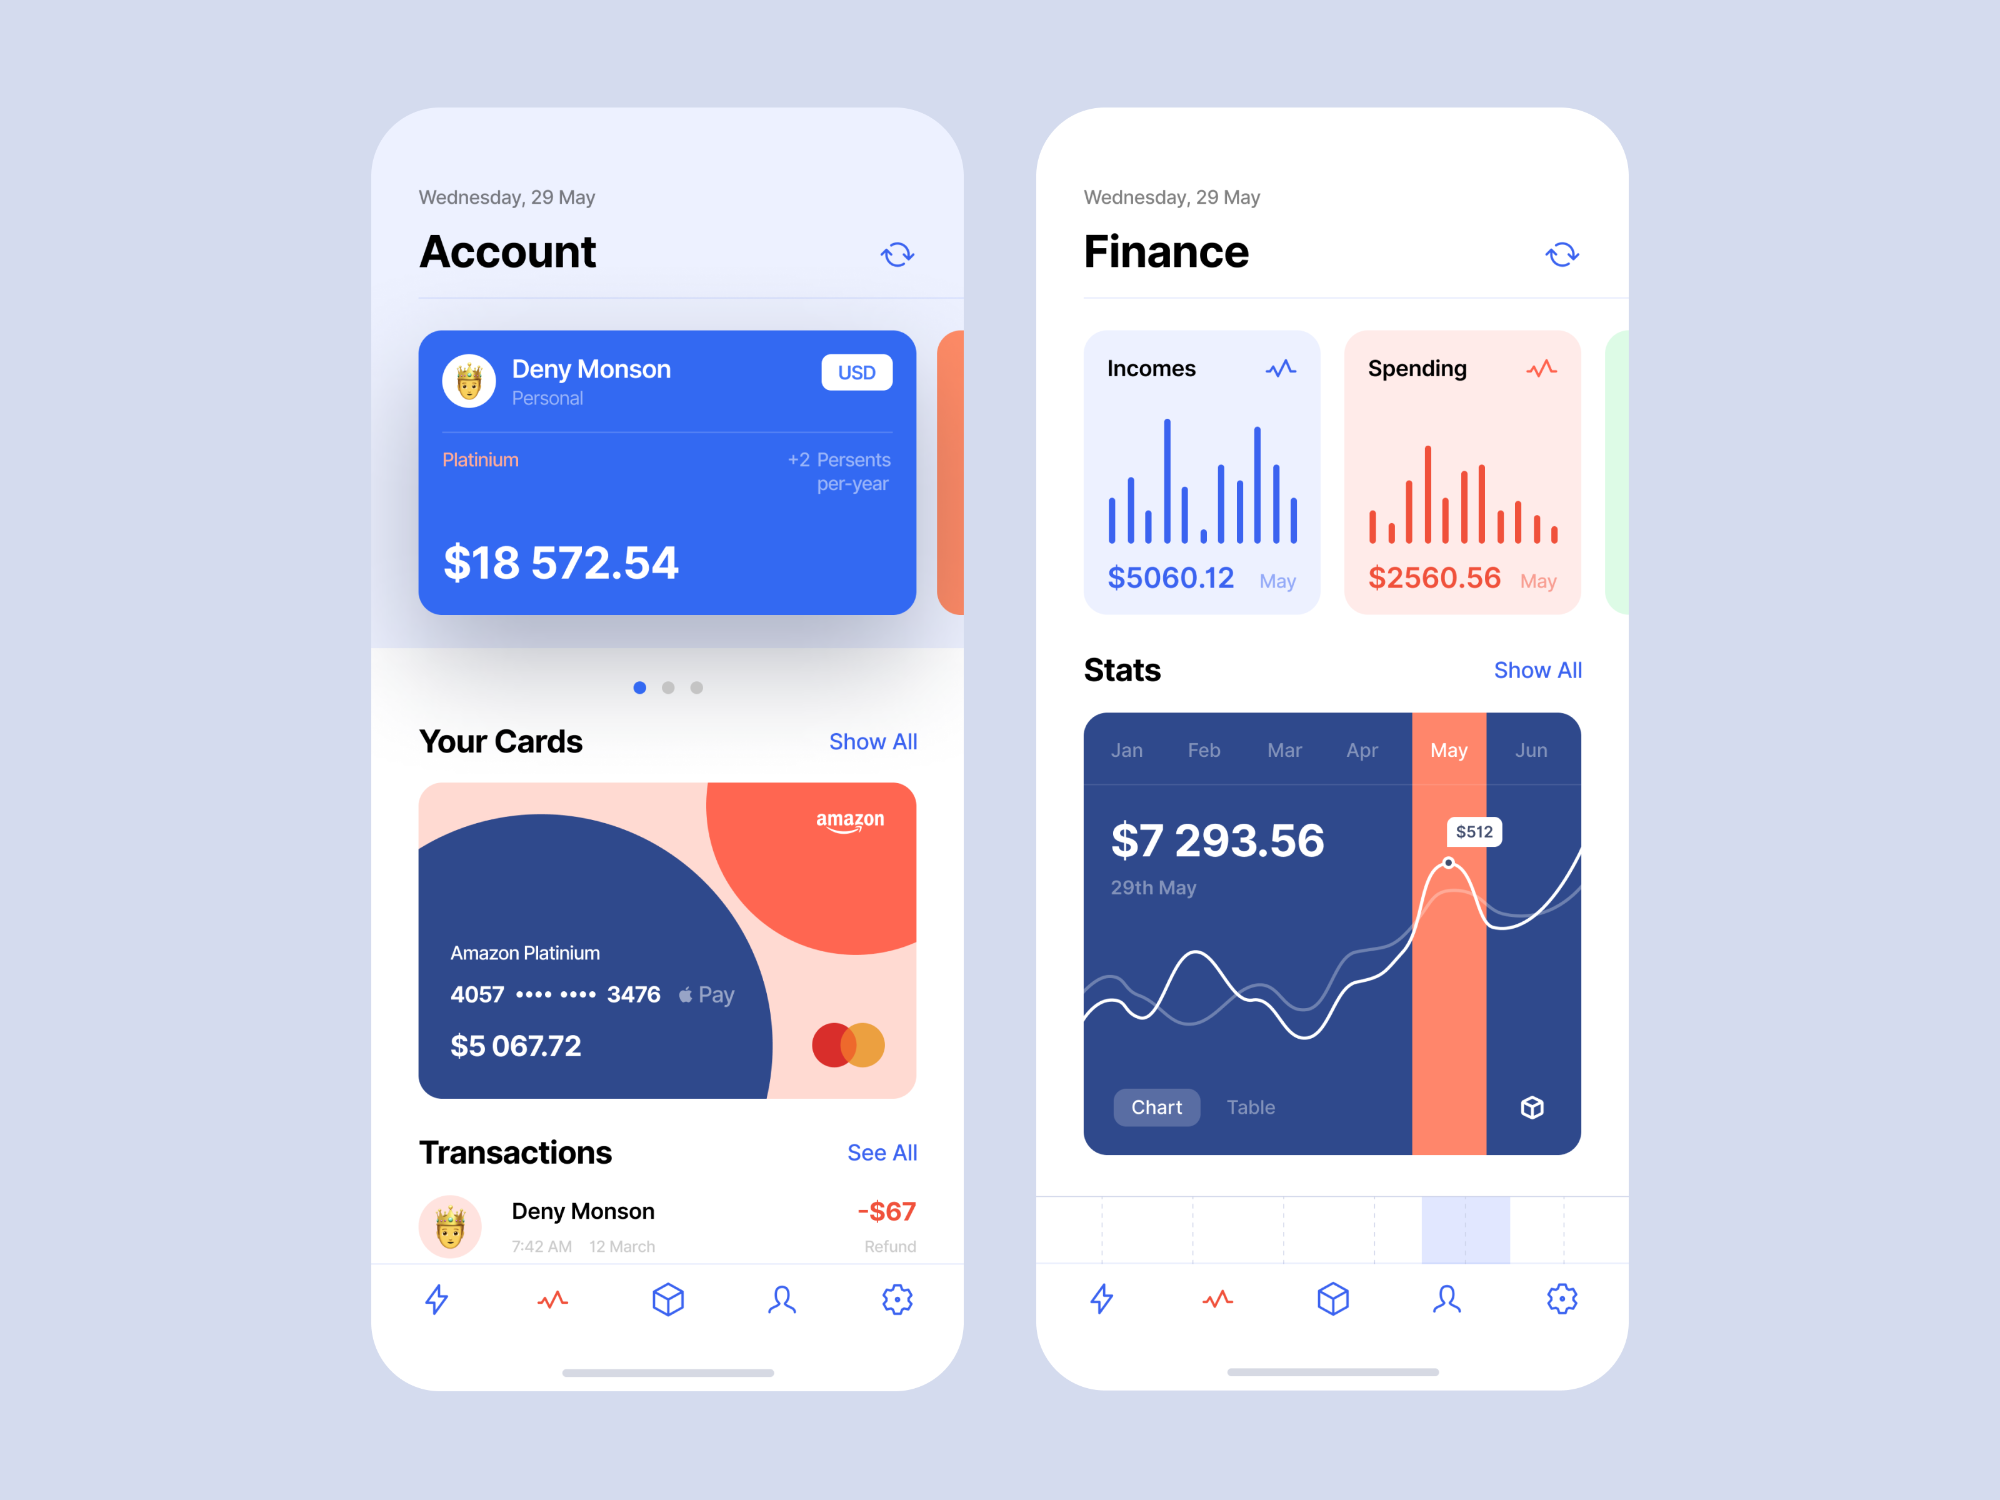 Wednesday, 29 May
Account
Deny Monson
USD
Personal
Platinium
+2 Persents
per-year
$18 572.54
Your Cards
Show All
amazon
Amazon Platinium
4057 •••• •••• 3476 Pay
$5 067.72
Transactions
See All
Deny Monson
-$67
7:42 AM 12 March
Refund
Wednesday, 29 May
Finance
Incomes
$5060.12 May
Spending
$2560.56 May
Stats
Show All
Jan Feb Mar Apr May Jun
$7 293.56
$512
29th May
Chart Table